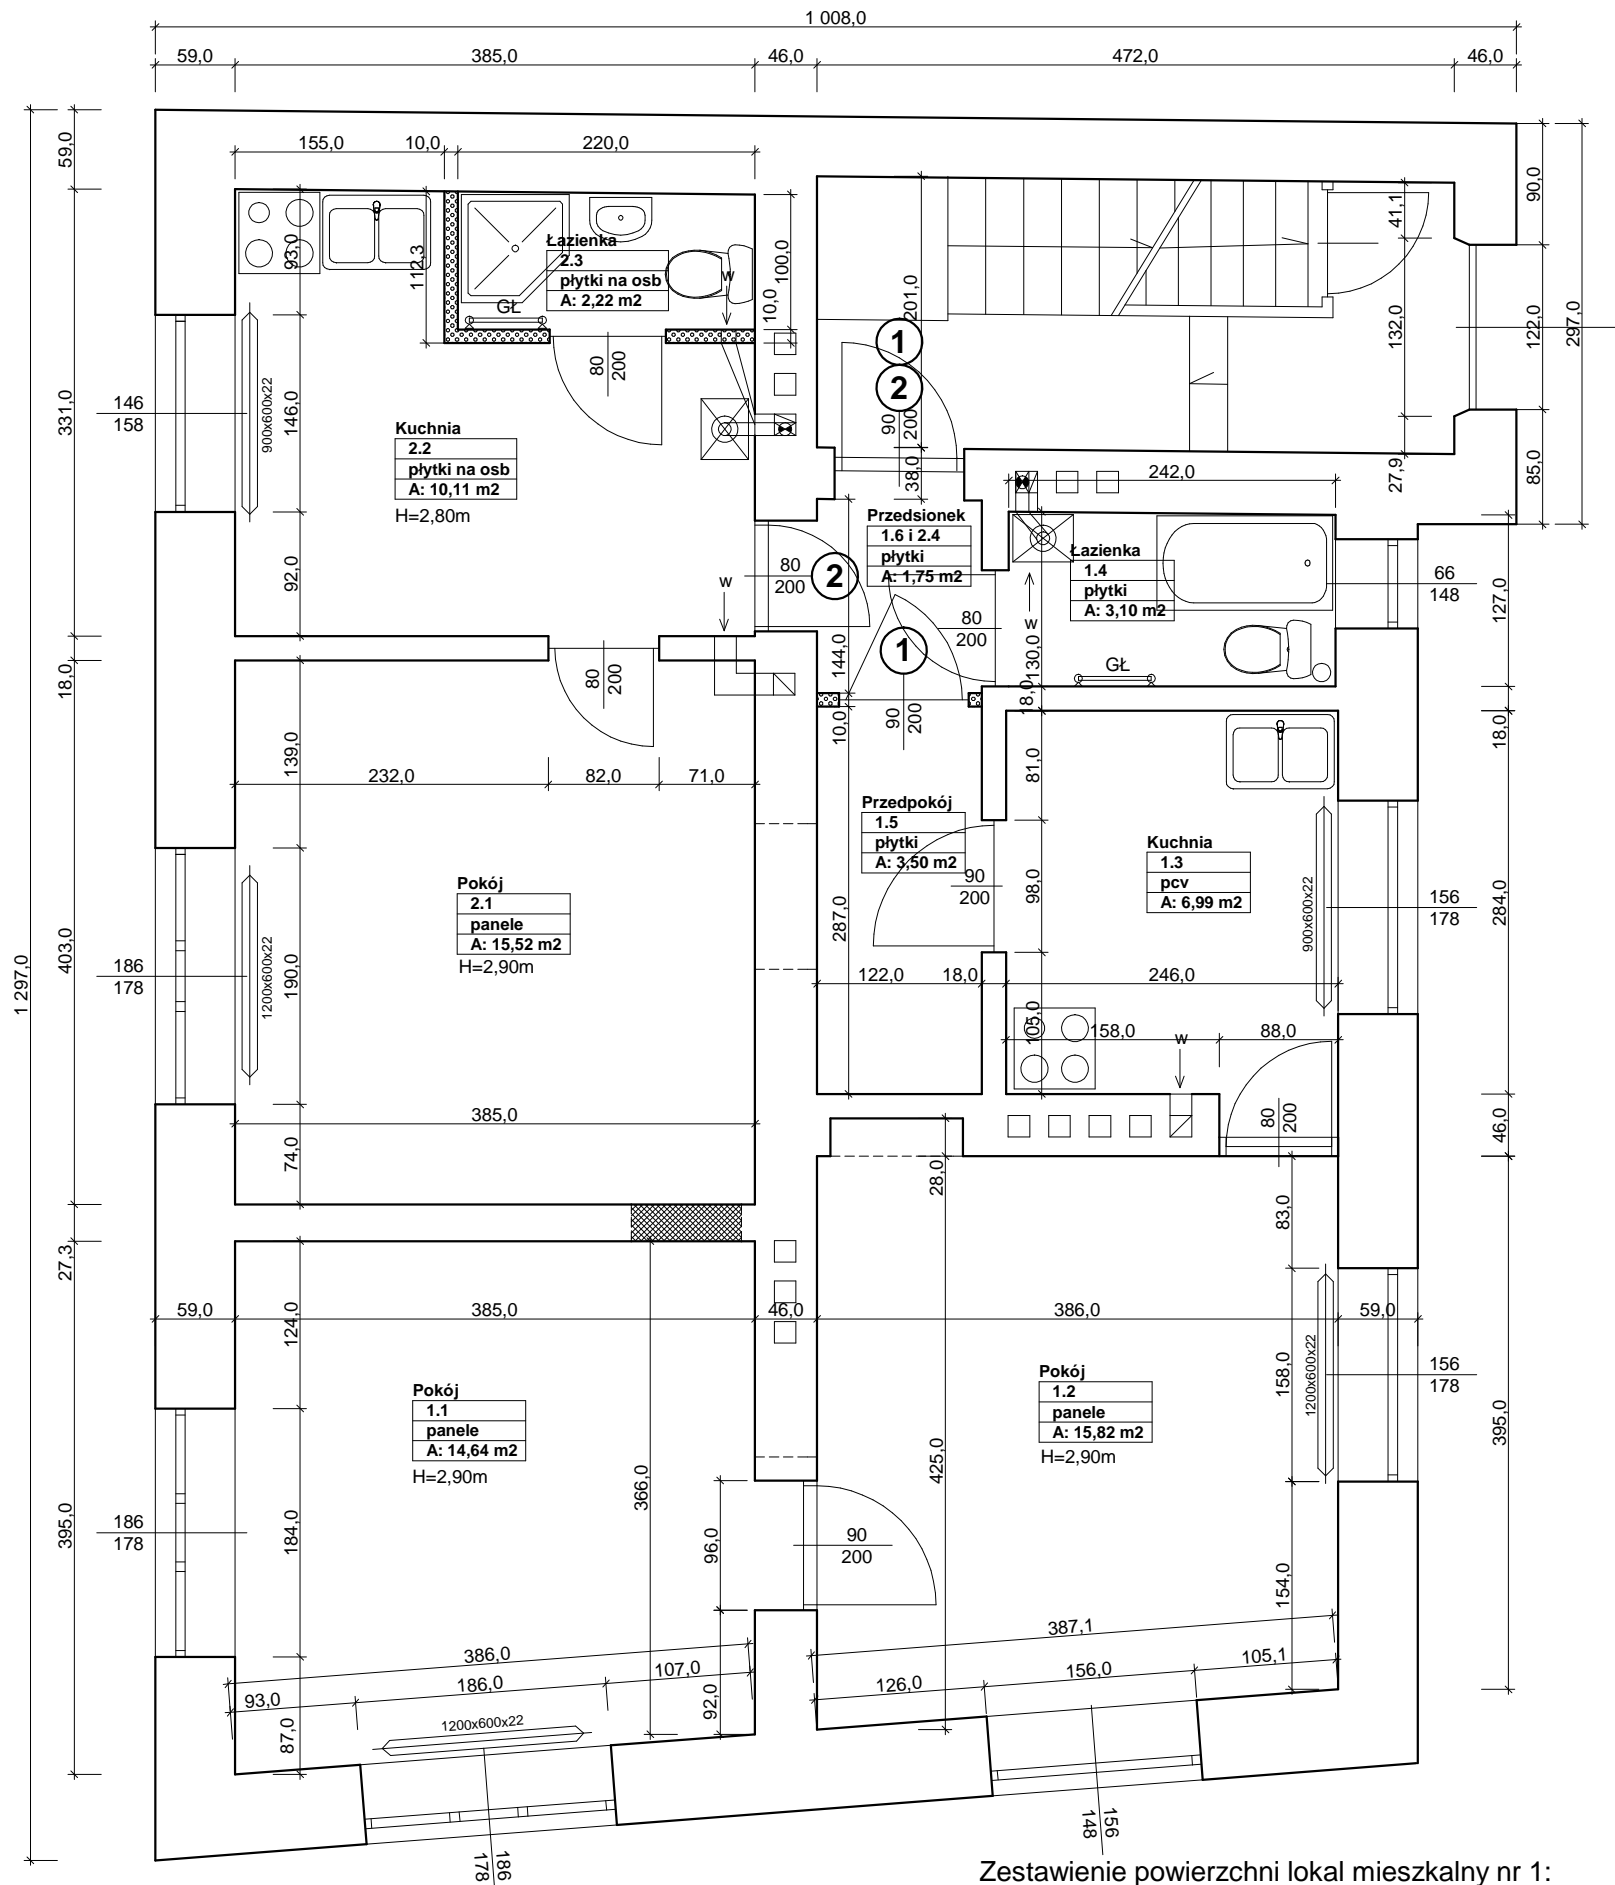 1 008,0
59,0 385,0 46,0 472,0 46,0
155,0 10,0 220,0
59,0
331,0
18,0
403,0
27,3
395,0
1 297,0
93,0
146,0
92,0
112,3
100,0
10,0
900x600x22
146
158
Łazienka
2.3
płytki na osb
A: 2,22 m2
GŁ
w
80
200
Kuchnia
2.2
płytki na osb
A: 10,11 m2
H=2,80m
w
201,0
1
2
90
200
38,0
41,1
132,0
27,9
90,0
122,0
85,0
297,0
242,0
Przedsionek
1.6 i 2.4
płytki
A: 1,75 m2
80
200
2
1
80
200
144,0
10,0
90
200
Łazienka
1.4
płytki
A: 3,10 m2
w
130,0
18,0
GŁ
66
148
127,0
18,0
284,0
46,0
395,0
80
200
139,0
190,0
74,0
232,0 82,0 71,0
Pokój
2.1
panele
A: 15,52 m2
H=2,90m
186
178
1200x600x22
385,0
Przedpokój
1.5
płytki
A: 3,50 m2
287,0
122,0 18,0 246,0
90
200
81,0
98,0
105,0
Kuchnia
1.3
pcv
A: 6,99 m2
900x600x22
156
178
158,0 88,0
w
80
200
28,0
83,0
59,0 385,0 46,0 386,0 59,0
124,0
184,0
87,0
Pokój
1.1
panele
A: 14,64 m2
H=2,90m
186
178
366,0
96,0
92,0
90
200
425,0
Pokój
1.2
panele
A: 15,82 m2
H=2,90m
1200x600x22
156
178
158,0
154,0
386,0
93,0 186,0 107,0
1200x600x22
186
178
387,1
126,0 156,0 105,1
156
148
Zestawienie powierzchni lokal mieszkalny nr 1: